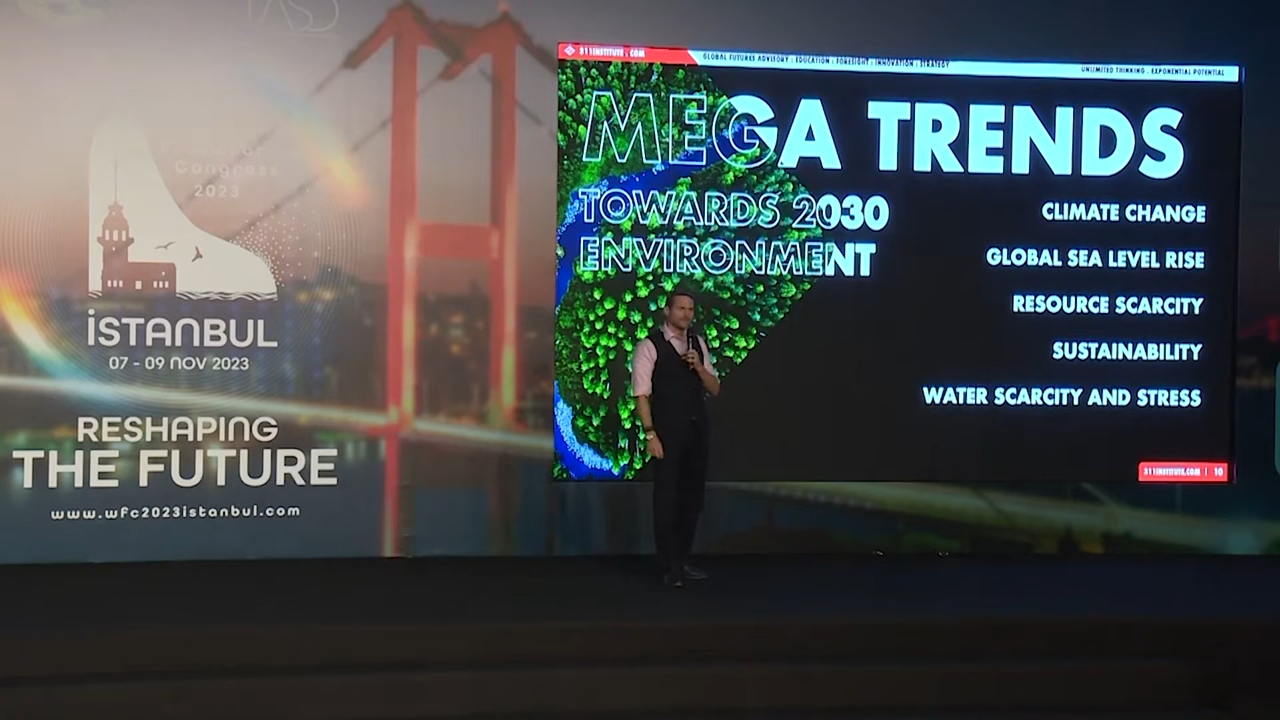 Congress
2023
İSTANBUL
07 - 09 NOV 2023
RESHAPING
THE FUTURE
www.wfc2023istanbul.com
311INSTITUTE.COM
GLOBAL FUTURES ADVISORY : EDUCATION : FORESIGHT : INNOVATION : STRATEGY
UNLIMITED THINKING . EXPONENTIAL POTENTIAL
MEGA TRENDS
TOWARDS 2030
ENVIRONMENT
CLIMATE CHANGE
GLOBAL SEA LEVEL RISE
RESOURCE SCARCITY
SUSTAINABILITY
WATER SCARCITY AND STRESS
311INSTITUTE.COM | 10